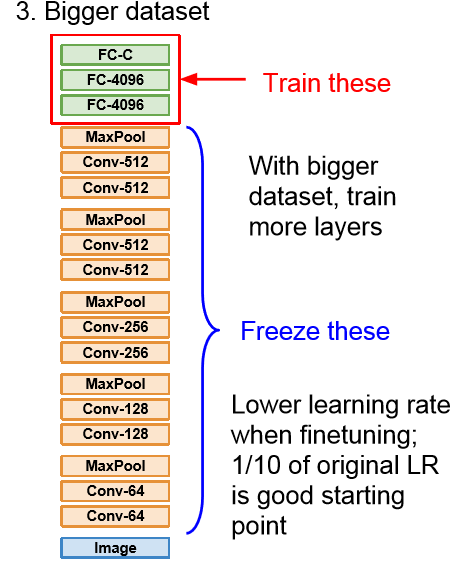 3. Bigger dataset
FC-C
FC-4096
FC-4096
Train these
MaxPool
Conv-512
Conv-512
With bigger
dataset, train
more layers
MaxPool
Conv-512
Conv-512
MaxPool
Conv-256
Conv-256
Freeze these
MaxPool
Conv-128
Conv-128
Lower learning rate
when finetuning;
1/10 of original LR
is good starting
point
MaxPool
Conv-64
Conv-64
Image